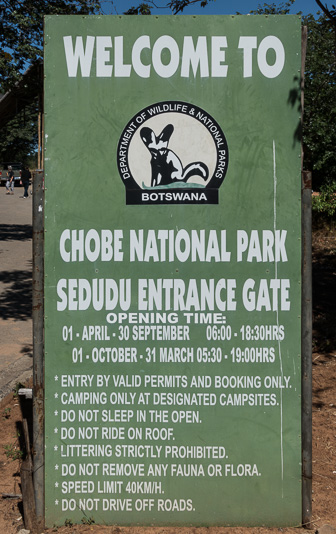 WELCOME TO
DEPARTMENT OF WILDLIFE & NATIONAL PARKS
BOTSWANA
CHOBE NATIONAL PARK
SEDUDU ENTRANCE GATE
OPENING TIME:
01 - APRIL - 30 SEPTEMBER 06:00 - 18:30HRS
01 - OCTOBER - 31 MARCH 05:30 - 19:00HRS
* ENTRY BY VALID PERMITS AND BOOKING ONLY.
* CAMPING ONLY AT DESIGNATED CAMPSITES.
* DO NOT SLEEP IN THE OPEN.
* DO NOT RIDE ON ROOF.
* LITTERING STRICTLY PROHIBITED.
* DO NOT REMOVE ANY FAUNA OR FLORA.
* SPEED LIMIT 40KM/H.
* DO NOT DRIVE OFF ROADS.